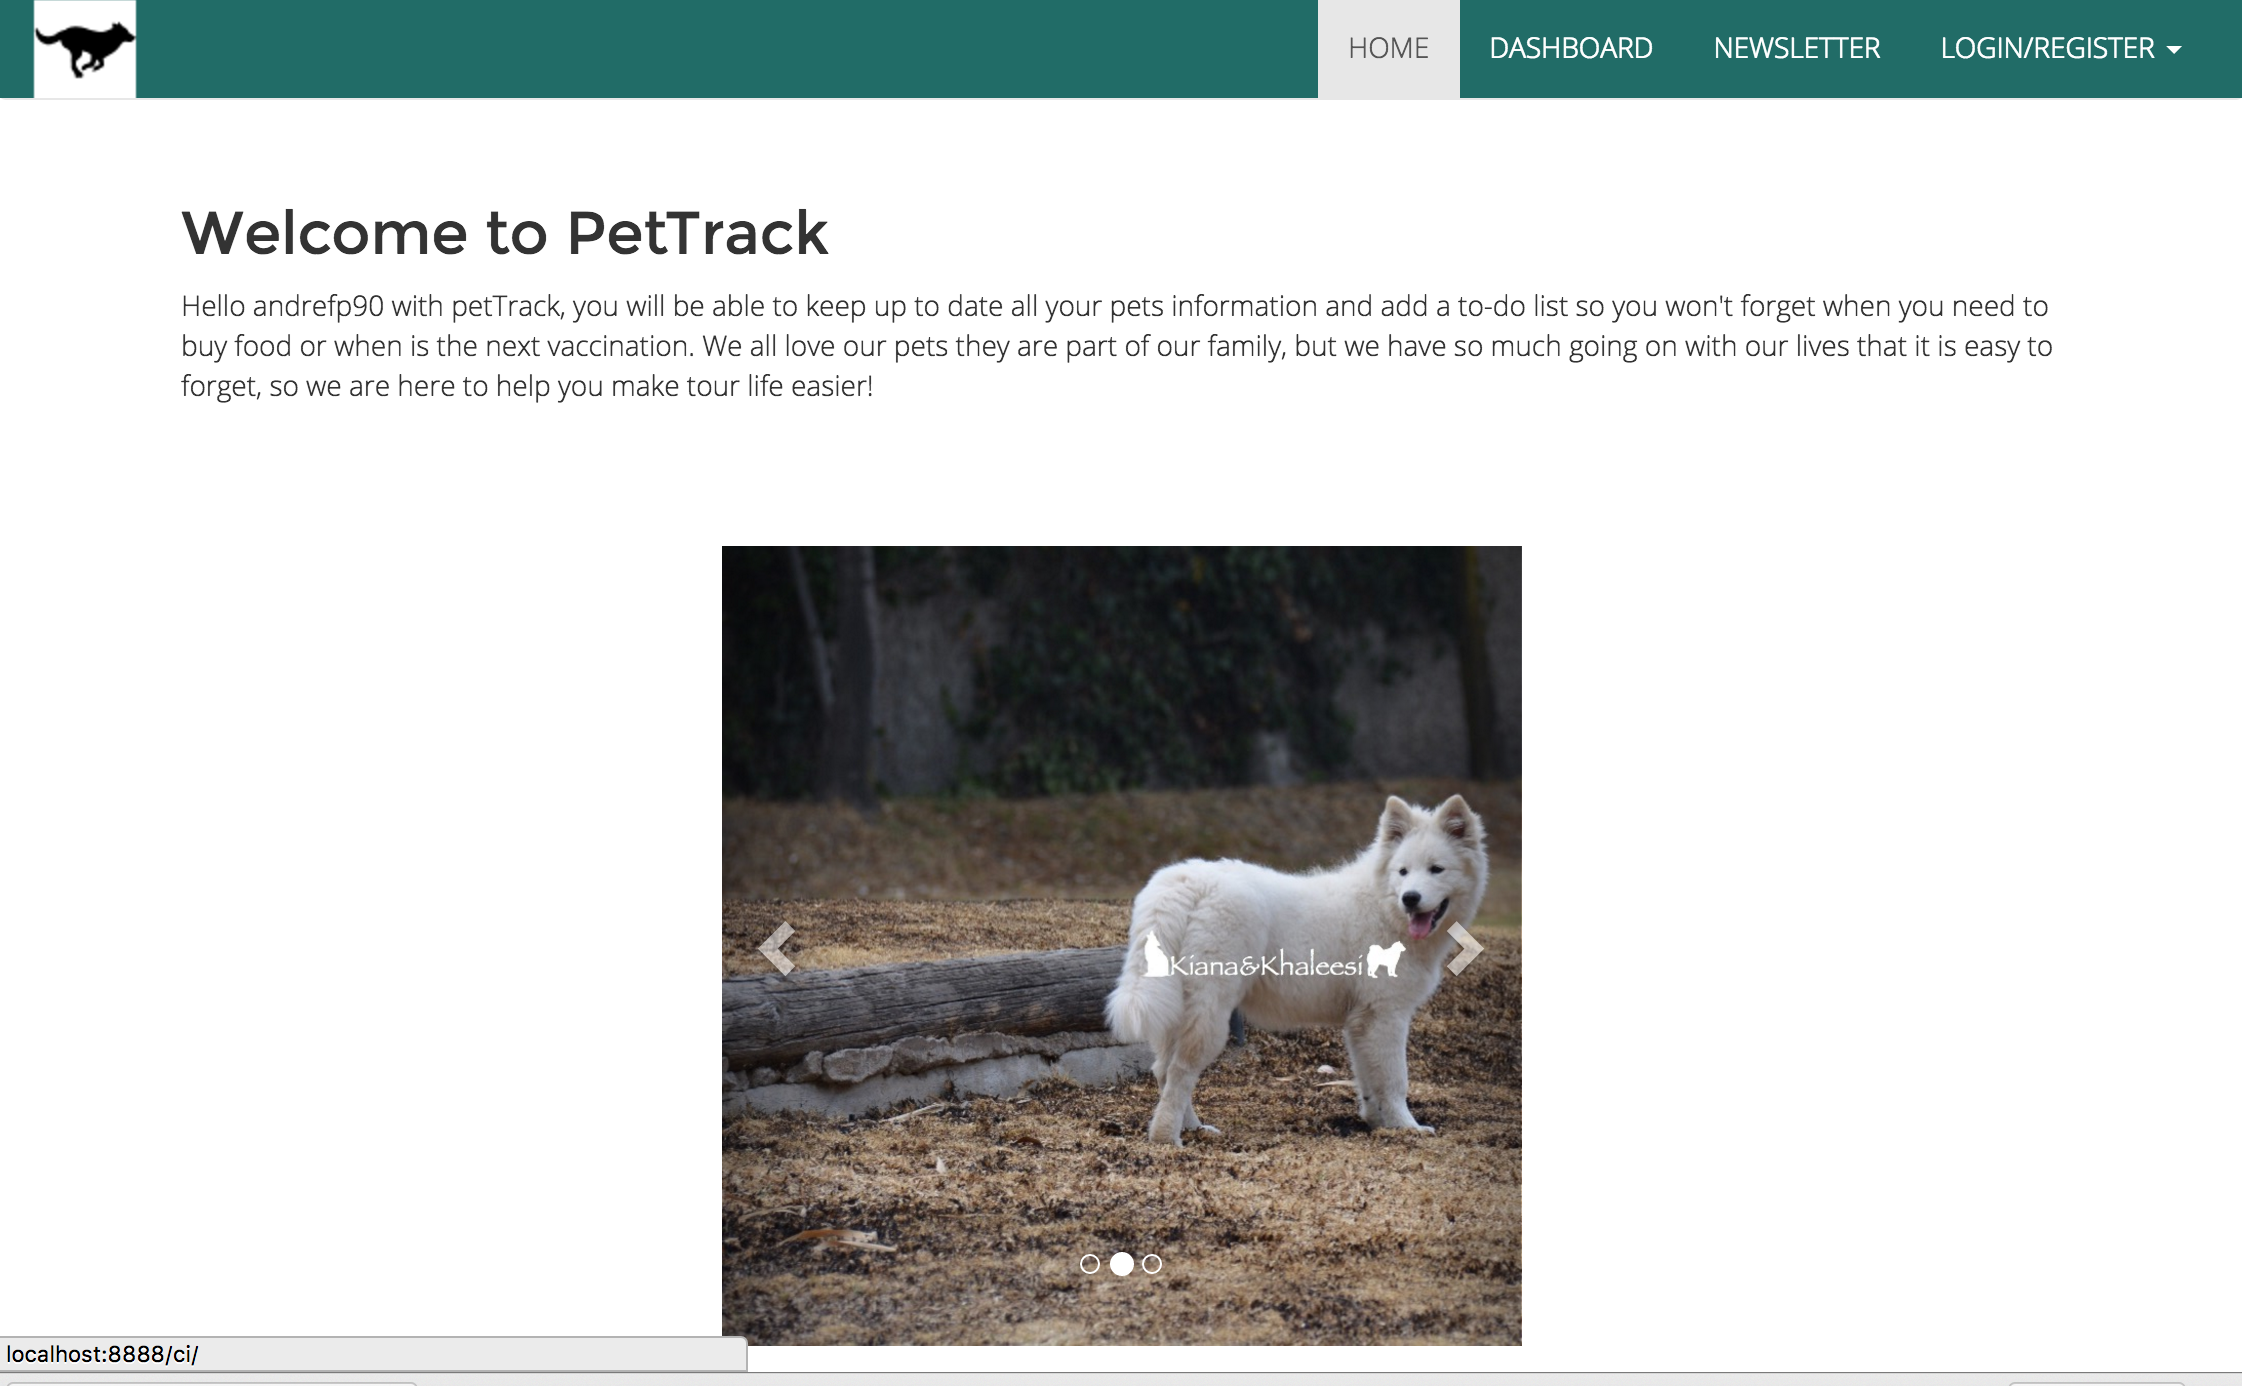 HOME DASHBOARD NEWSLETTER LOGIN/REGISTER
Welcome to PetTrack
Hello andrefp90 with petTrack, you will be able to keep up to date all your pets information and add a to-do list so you won't forget when you need to
buy food or when is the next vaccination. We all love our pets they are part of our family, but we have so much going on with our lives that it is easy to
forget, so we are here to help you make tour life easier!
Kiana&Khaleesi
localhost:8888/ci/